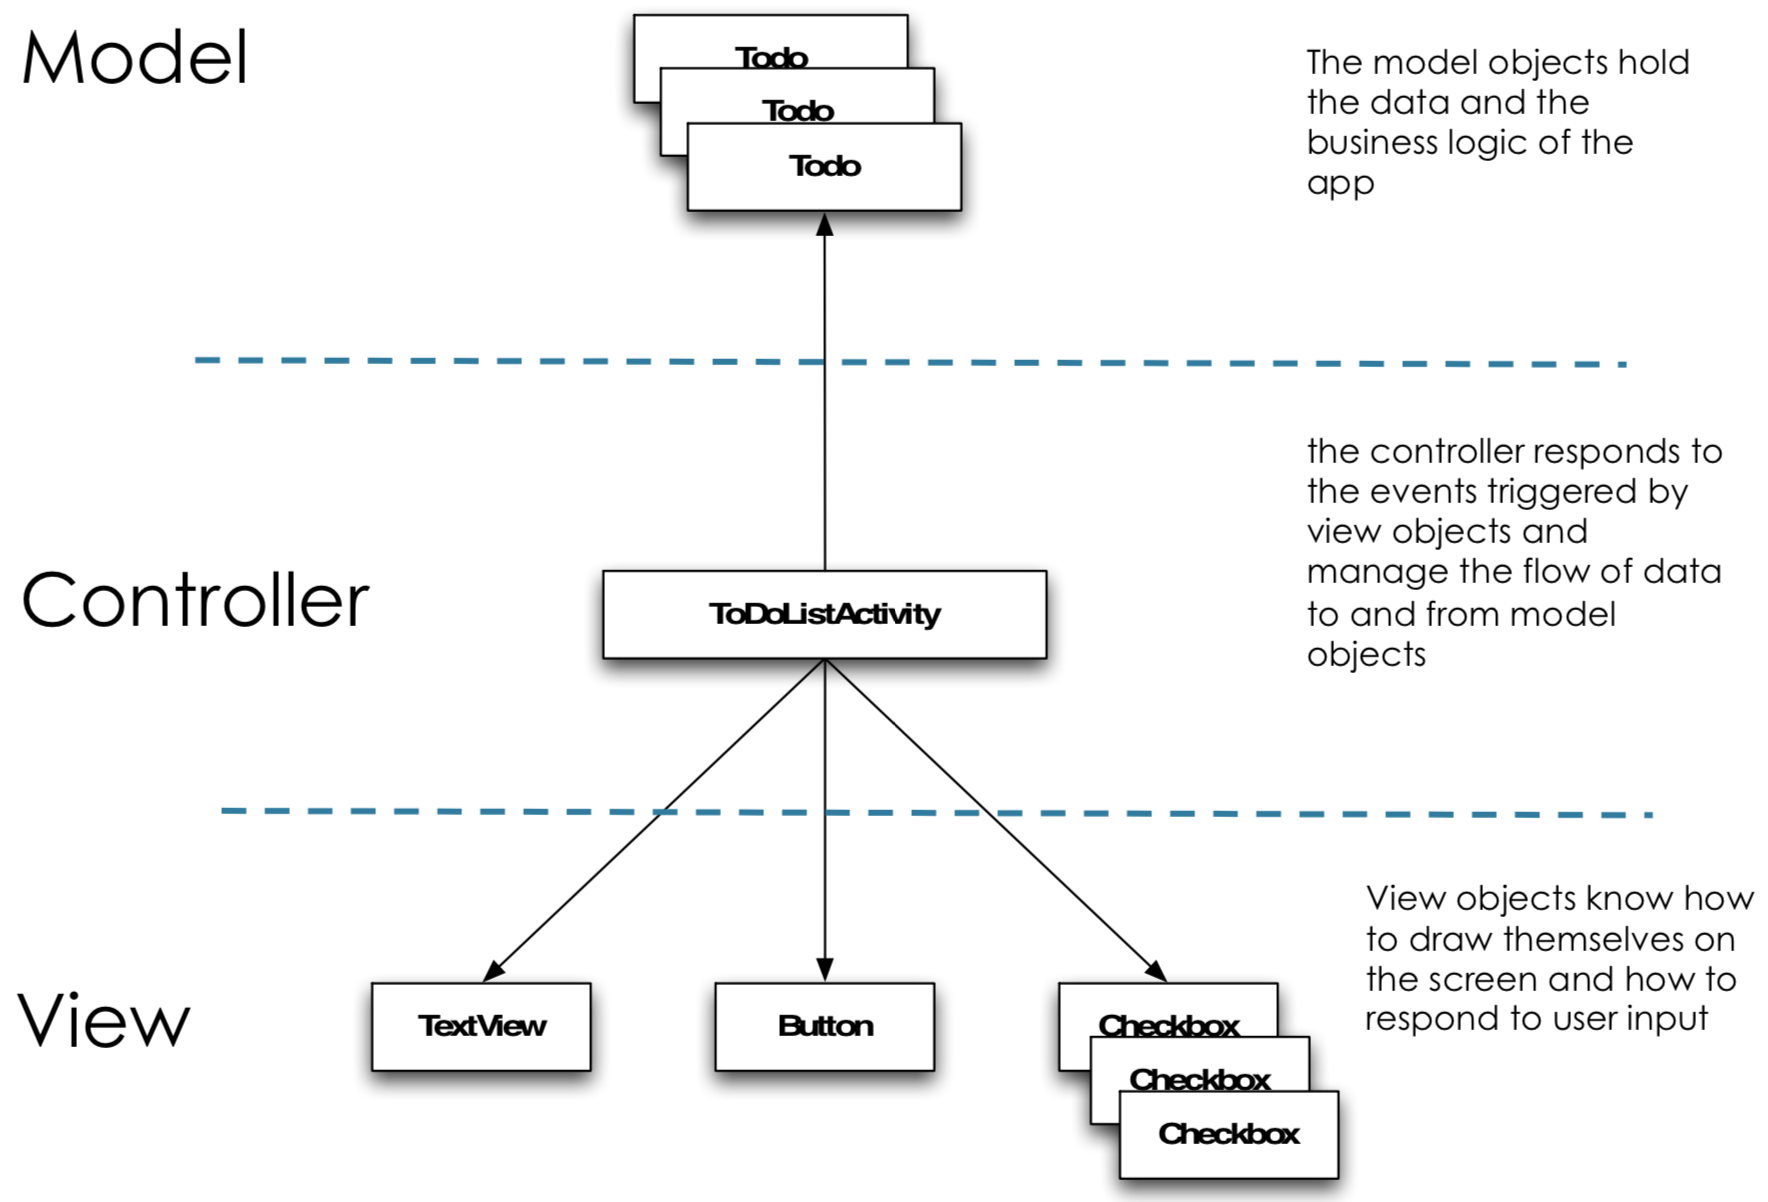 Model
Todo
Todo
Todo
The model objects hold
the data and the
business logic of the
app
Controller
ToDoListActivity
the controller responds to
the events triggered by
view objects and
manage the flow of data
to and from model
objects
View
TextView
Button
Checkbox
Checkbox
Checkbox
View objects know how
to draw themselves on
the screen and how to
respond to user input